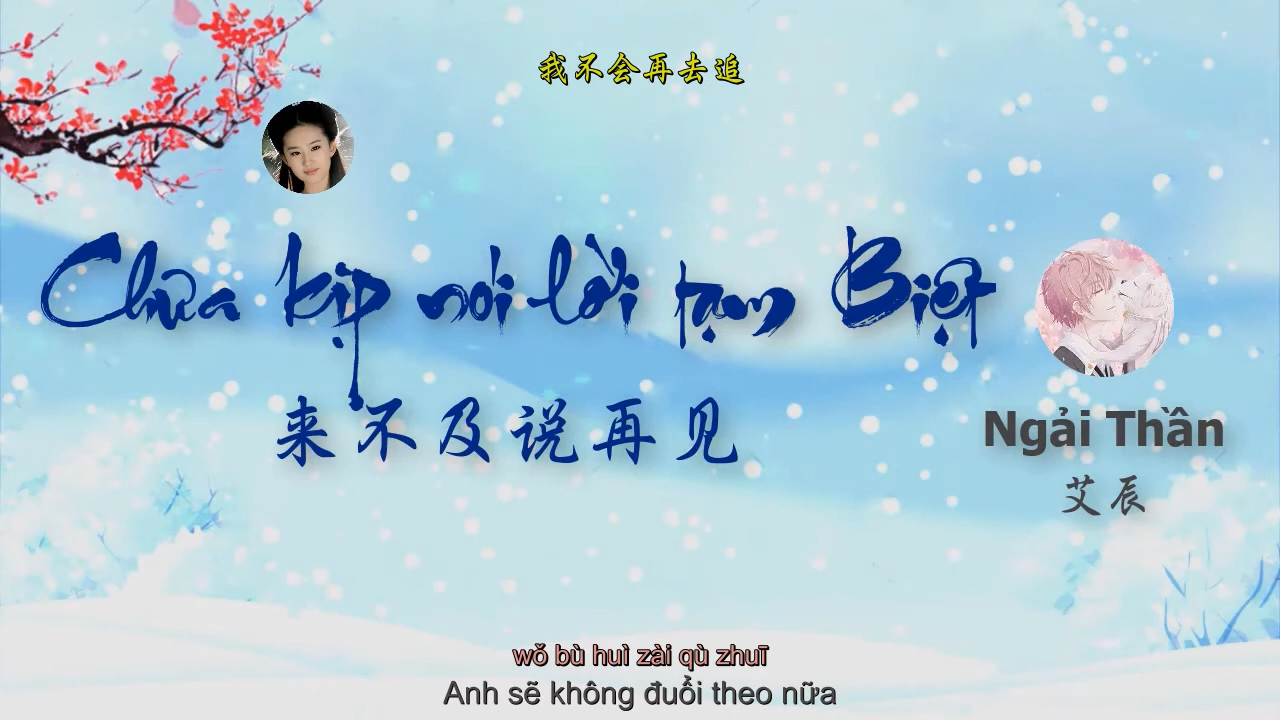 我不会再去追
Chưa kịp nói lời tạm Biệt
来不及说再见
Ngải Thần
艾辰
wǒ bù huì zài qù zhuī
Anh sẽ không đuổi theo nữa